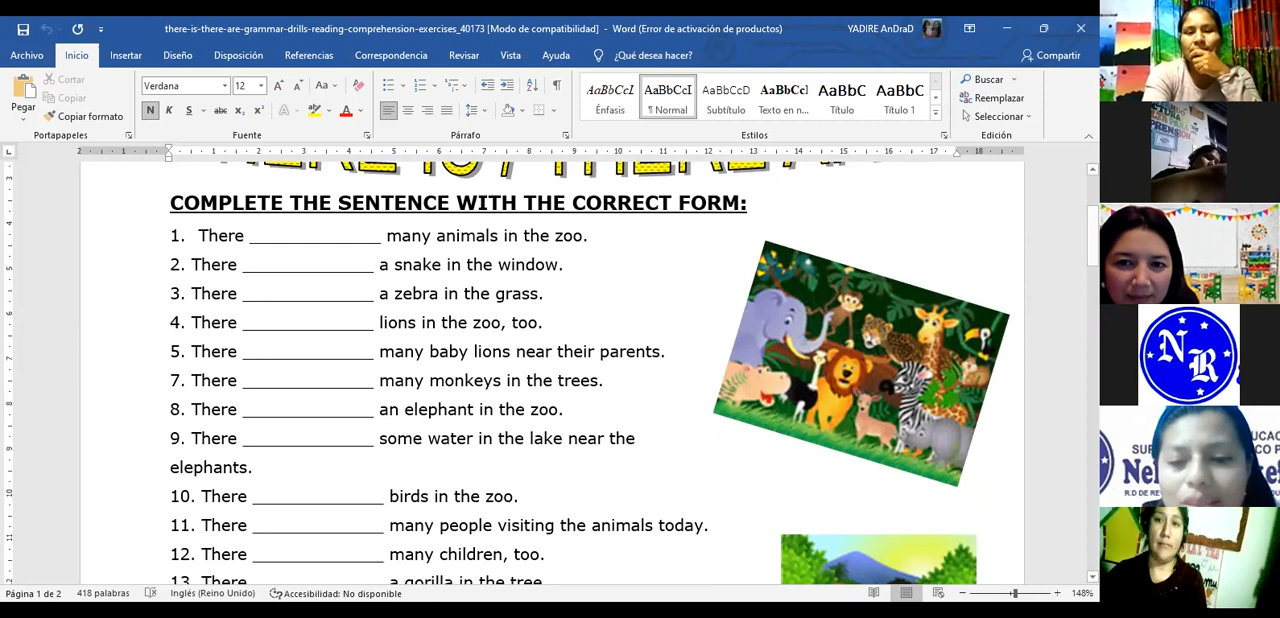 there-is-there-are-grammar-drills-reading-comprehension-exercises_40173 [Modo de compatibilidad] - Word (Error de activación de productos)
YADIRE AnDrAD
Archivo Inicio Insertar Diseño Disposición Referencias Correspondencia Revisar Vista Ayuda ¿Qué desea hacer? Compartir
Pegar
Cortar
Copiar
Copiar formato
Portapapeles
Verdana 12
N K S abc x₂ x²
Fuente
Párrafo
AaBbCcI Énfasis
AaBbCcI ¶ Normal
AaBbCcD Subtítulo
AaBbCcI Texto en n...
AaBbC Título
AaBbC Título 1
Estilos
Buscar
Reemplazar
Seleccionar
Edición
COMPLETE THE SENTENCE WITH THE CORRECT FORM:
1. There ______________ many animals in the zoo.
2. There ______________ a snake in the window.
3. There ______________ a zebra in the grass.
4. There ______________ lions in the zoo, too.
5. There ______________ many baby lions near their parents.
7. There ______________ many monkeys in the trees.
8. There ______________ an elephant in the zoo.
9. There ______________ some water in the lake near the
elephants.
10. There ______________ birds in the zoo.
11. There ______________ many people visiting the animals today.
12. There ______________ many children, too.
13. There ______________ a gorilla in the tree
Página 1 de 2 418 palabras Inglés (Reino Unido) Accesibilidad: No disponible 148%
N R
R.D DE